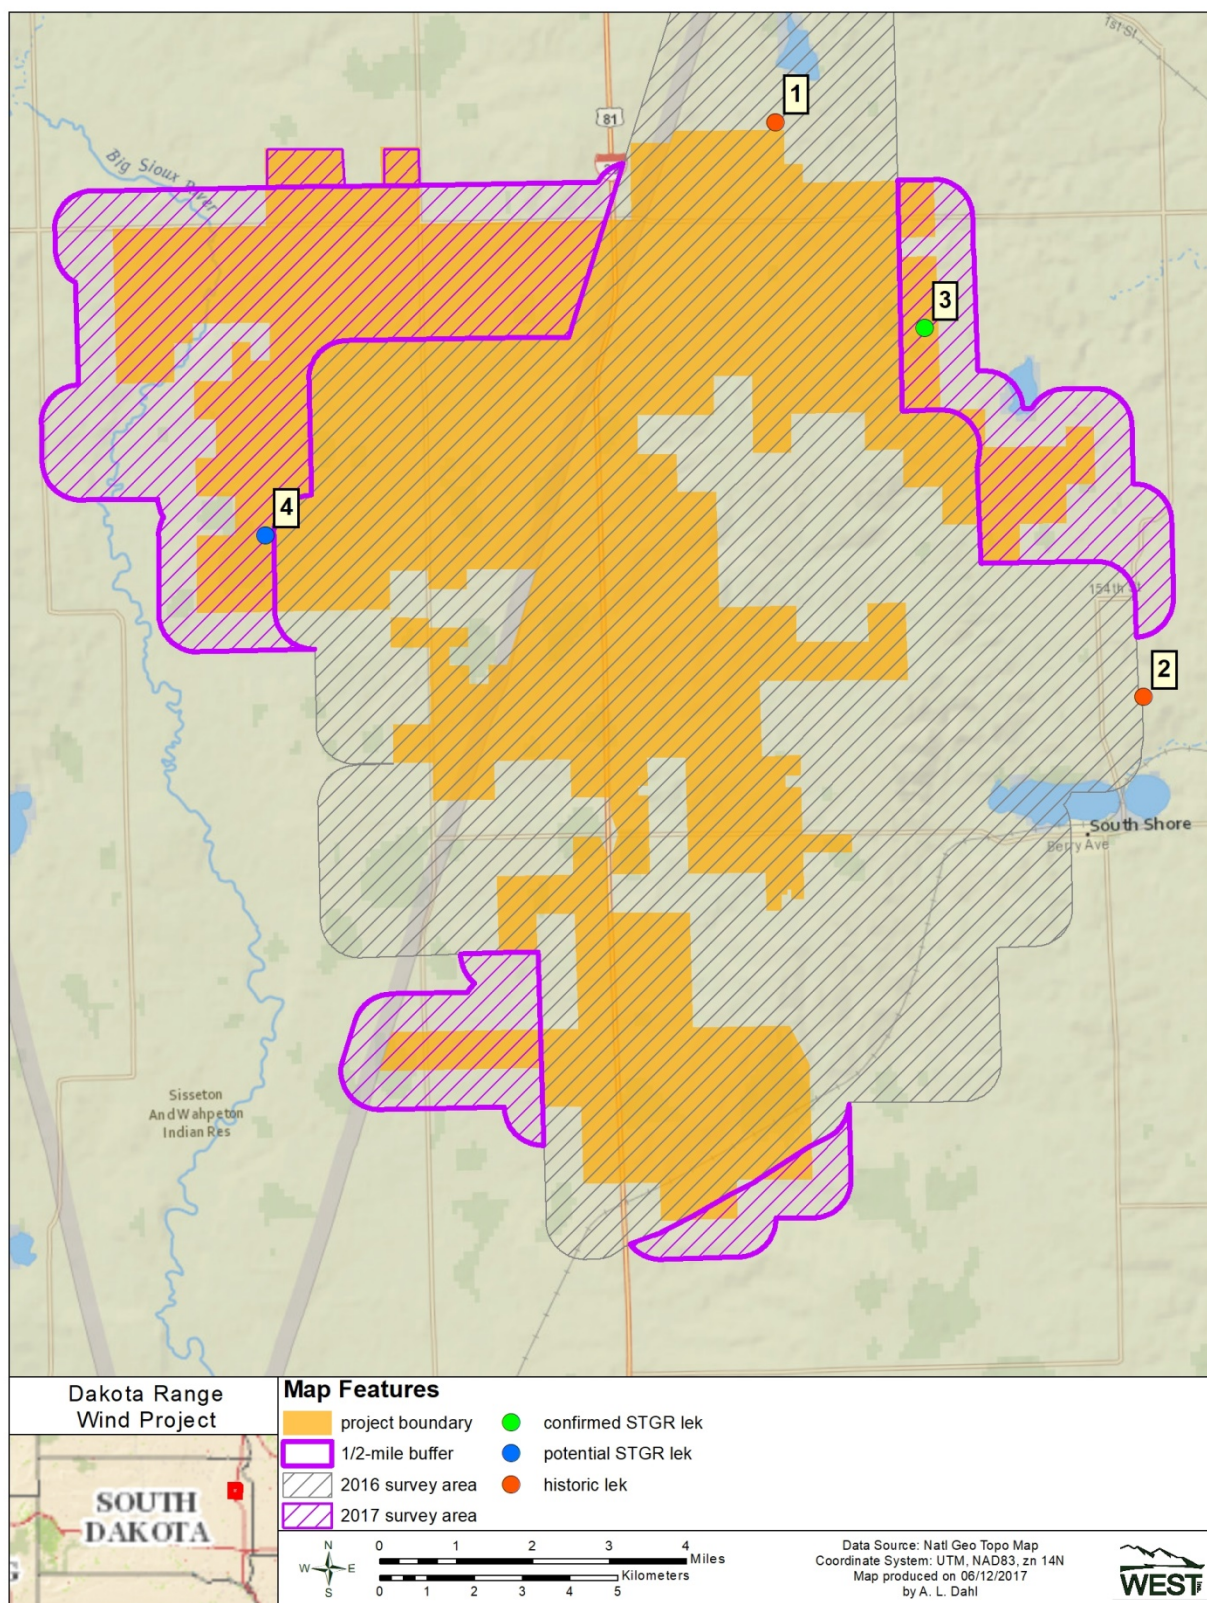 1st St
1
81
Big Sioux River
3
4
154th St
2
South Shore
Berry Ave
Sisseton
And Wahpeton
Indian Res
Dakota Range
Wind Project
SOUTH
DAKOTA
Map Features
project boundary
1/2-mile buffer
2016 survey area
2017 survey area
confirmed STGR lek
potential STGR lek
historic lek
N
W E
S
0 1 2 3 4
Miles
Kilometers
0 1 2 3 4 5
Data Source: Natl Geo Topo Map
Coordinate System: UTM, NAD83, zn 14N
Map produced on 06/12/2017
by A. L. Dahl
WEST Inc.